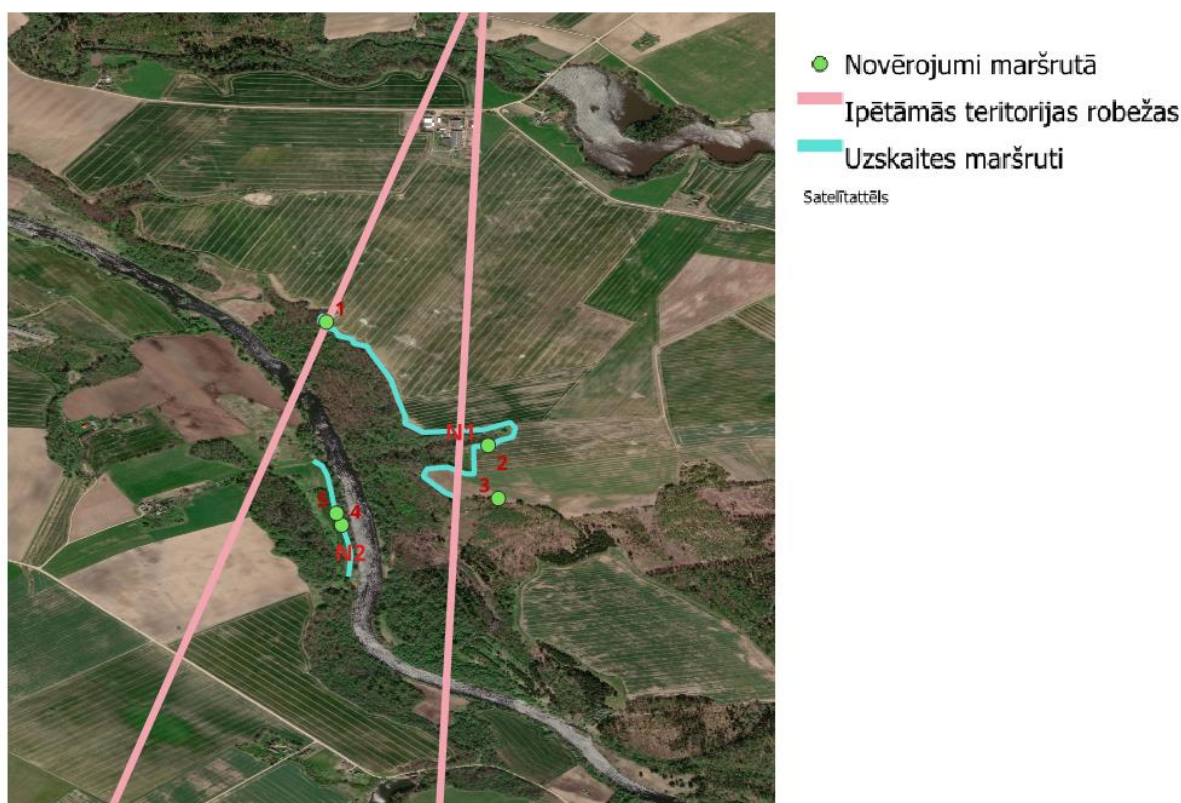 Novērojumi maršrutā
Ipētāmās teritorijas robežas
Uzskaites maršruti
Satelītattēls
1
N1
2
3
5
4
N2